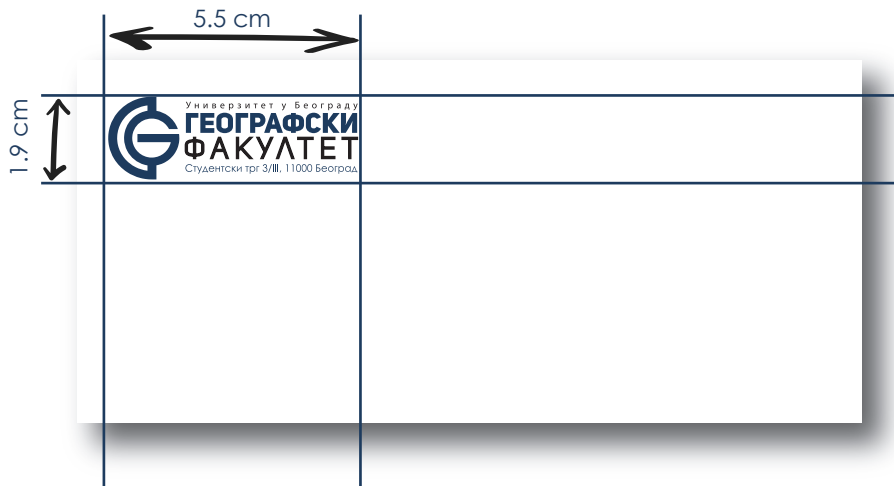 5.5 cm
1.9 cm
Универзитет у Београду
ГЕОГРАФСКИ
ФАКУЛТЕТ
Студентски трг 3/III, 11000 Београд